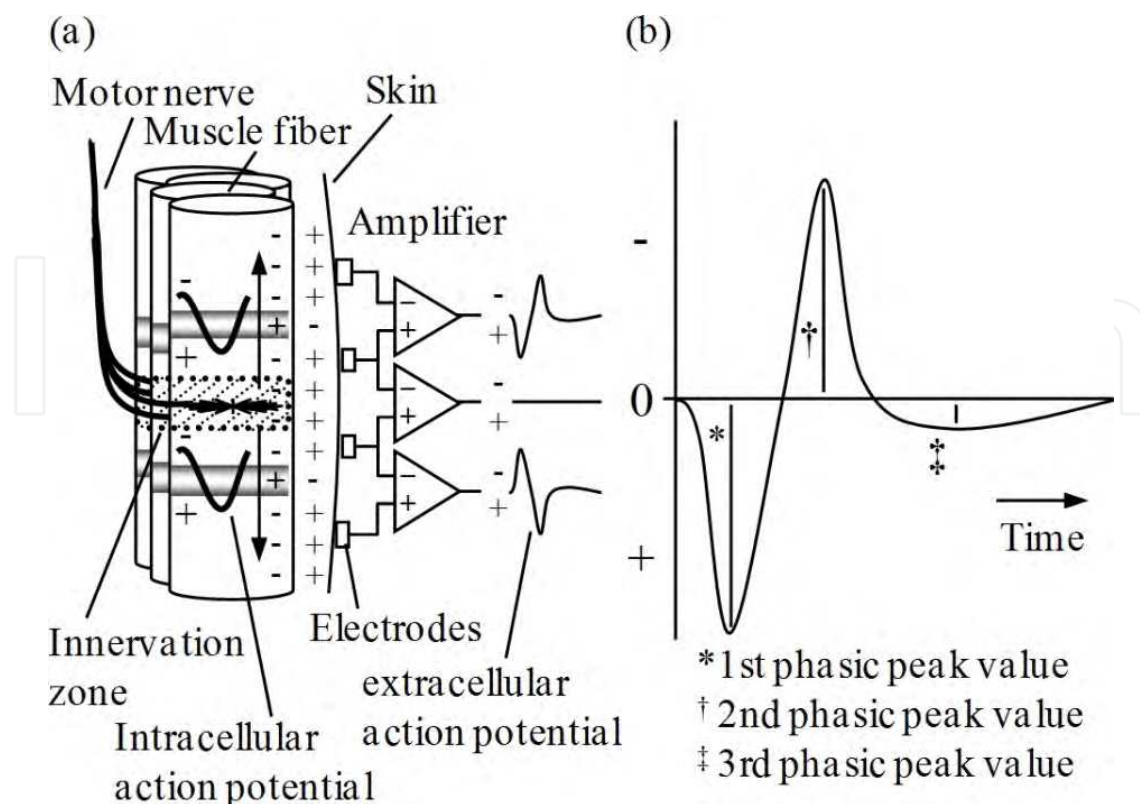 (a)
Motor nerve
Muscle fiber
Skin
Amplifier
Innervation
zone
Intracellular
action potential
Electrodes
extracellular
action potential
- - - - - + - - - - - + - - -
+ + + - + + + + - + + +
- + - +
- + - + - +
- + - + - +
(b)
-
0
+
*
†
‡
Time
* 1st phasic peak value
† 2nd phasic peak value
‡ 3rd phasic peak value